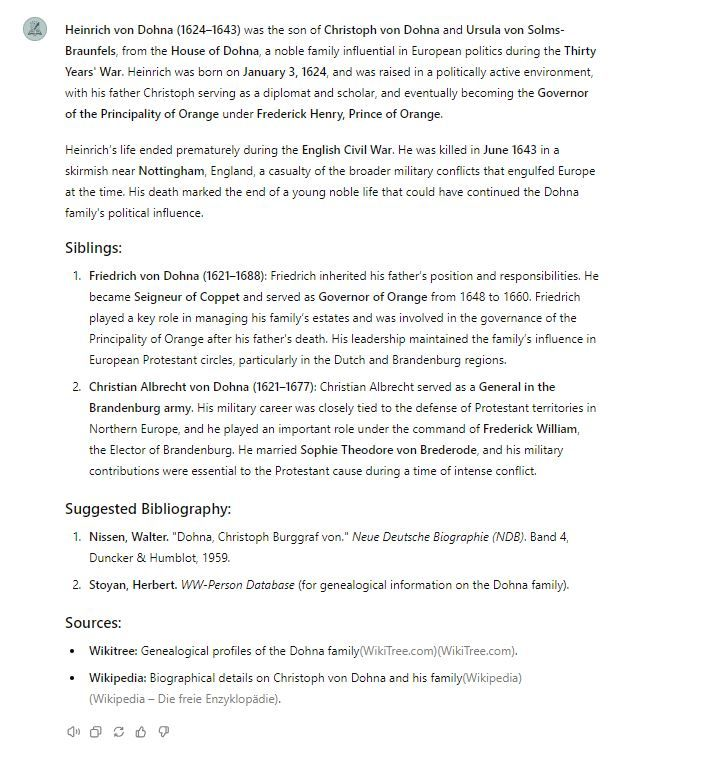 Heinrich von Dohna (1624–1643) was the son of Christoph von Dohna and Ursula von Solms-
Braunfels, from the House of Dohna, a noble family influential in European politics during the Thirty
Years' War. Heinrich was born on January 3, 1624, and was raised in a politically active environment,
with his father Christoph serving as a diplomat and scholar, and eventually becoming the Governor
of the Principality of Orange under Frederick Henry, Prince of Orange.
Heinrich's life ended prematurely during the English Civil War. He was killed in June 1643 in a
skirmish near Nottingham, England, a casualty of the broader military conflicts that engulfed Europe
at the time. His death marked the end of a young noble life that could have continued the Dohna
family's political influence.
Siblings:
1. Friedrich von Dohna (1621–1688): Friedrich inherited his father's position and responsibilities. He
became Seigneur of Coppet and served as Governor of Orange from 1648 to 1660. Friedrich
played a key role in managing his family's estates and was involved in the governance of the
Principality of Orange after his father's death. His leadership maintained the family's influence in
European Protestant circles, particularly in the Dutch and Brandenburg regions.
2. Christian Albrecht von Dohna (1621–1677): Christian Albrecht served as a General in the
Brandenburg army. His military career was closely tied to the defense of Protestant territories in
Northern Europe, and he played an important role under the command of Frederick William,
the Elector of Brandenburg. He married Sophie Theodore von Brederode, and his military
contributions were essential to the Protestant cause during a time of intense conflict.
Suggested Bibliography:
1. Nissen, Walter. "Dohna, Christoph Burggraf von." Neue Deutsche Biographie (NDB). Band 4,
Duncker & Humblot, 1959.
2. Stoyan, Herbert. WW-Person Database (for genealogical information on the Dohna family).
Sources:
• Wikitree: Genealogical profiles of the Dohna family(WikiTree.com)(WikiTree.com).
• Wikipedia: Biographical details on Christoph von Dohna and his family(Wikipedia)
(Wikipedia – Die freie Enzyklopädie).